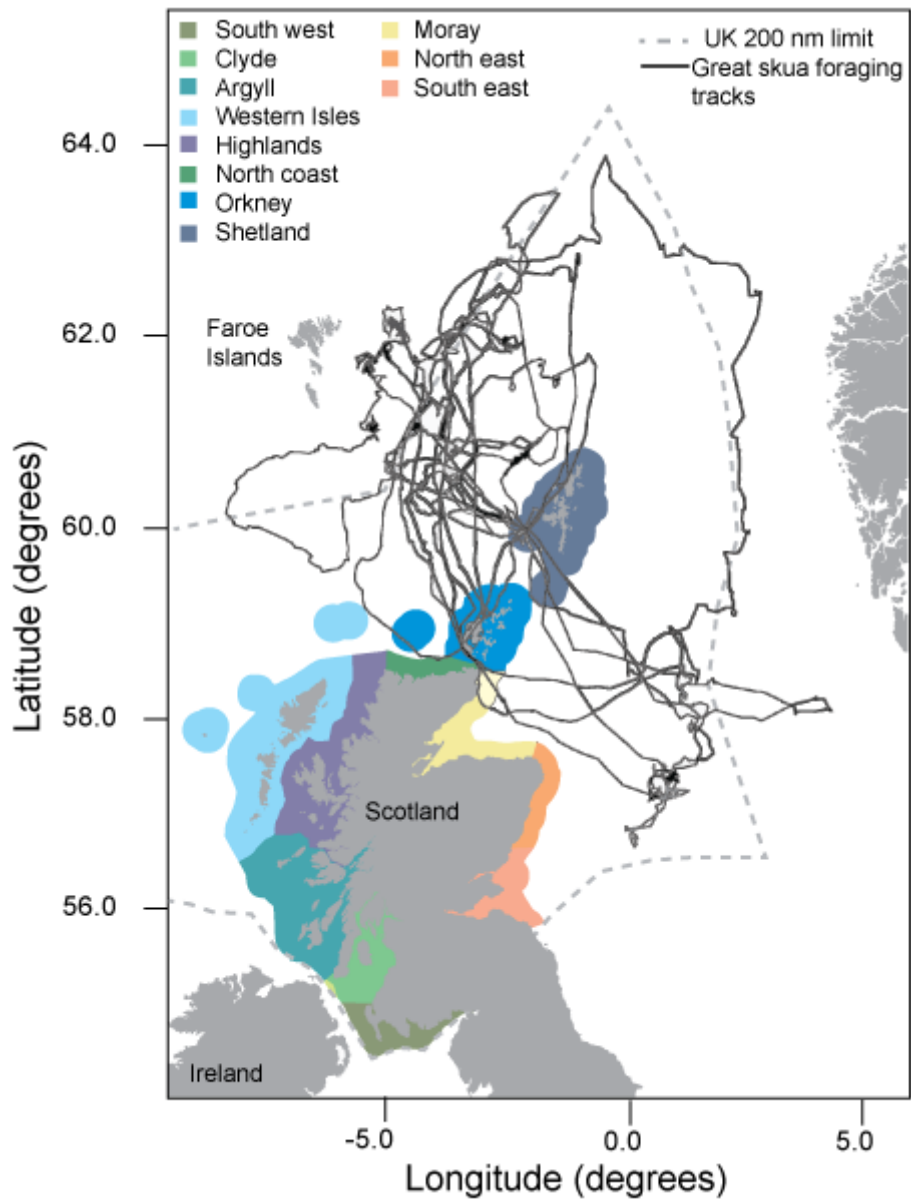 South west
Clyde
Argyll
Western Isles
Highlands
North coast
Orkney
Shetland
Moray
North east
South east
UK 200 nm limit
Great skua foraging
tracks
64.0
62.0
60.0
58.0
56.0
Latitude (degrees)
Faroe
Islands
Scotland
Ireland
-5.0
0.0
5.0
Longitude (degrees)